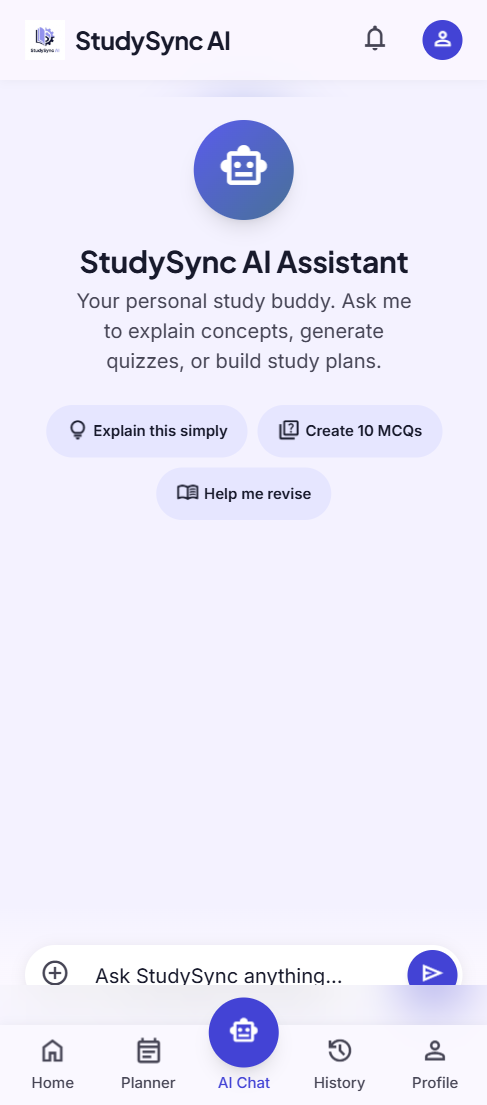 StudySync AI
StudySync AI
StudySync AI Assistant
Your personal study buddy. Ask me
to explain concepts, generate
quizzes, or build study plans.
Explain this simply
Create 10 MCQs
Help me revise
Ask StudySync anything...
Home
Planner
AI Chat
History
Profile